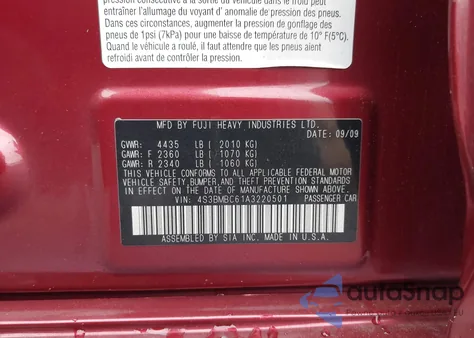 pression consécutive à la sortie du véhicule dans le froid peut
entraîner l'allumage du voyant d' anomalie de pression des pneus.
Dans ces circonstances, augmenter la pression de gonflage des
pneus de 1psi (7kPa) pour une baisse de température de 10° F(5°C).
Quand le véhicule a roulé, il faut attendre que les pneus aient
refroidi avant de contrôler la pression.
MFD BY FUJI HEAVY INDUSTRIES LTD.
DATE: 09/09
GVWR: 4435 LB ( 2010 KG)
GAWR: F 2360 LB ( 1070 KG)
GAWR: R 2340 LB ( 1060 KG)
THIS VEHICLE CONFORMS TO ALL APPLICABLE FEDERAL MOTOR
VEHICLE SAFETY, BUMPER, AND THEFT PREVENTION STANDARDS
IN EFFECT ON THE DATE OF MANUFACTURE SHOWN ABOVE.
VIN: 4S3BMBC61A3220501 PASSENGER CAR
ASSEMBLED BY SIA INC. MADE IN U.S.A.
autoSnap